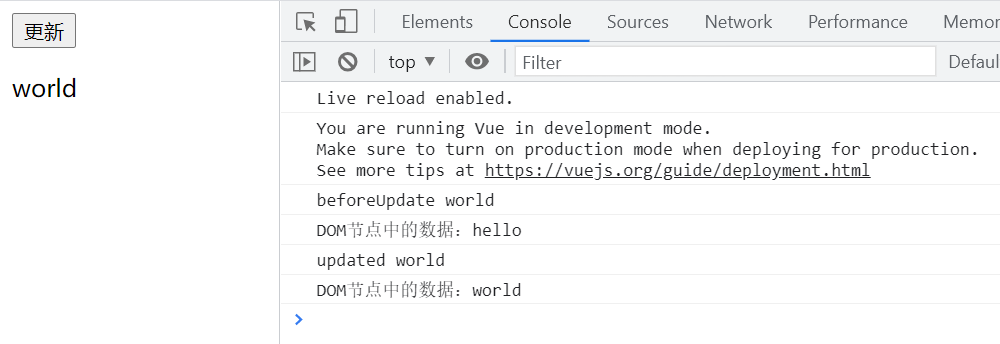 更新
world
Elements Console Sources Network Performance Memor
top ▼ Filter Defaul
Live reload enabled.
You are running Vue in development mode.
Make sure to turn on production mode when deploying for production.
See more tips at https://vuejs.org/guide/deployment.html
beforeUpdate world
DOM节点中的数据：hello
updated world
DOM节点中的数据：world